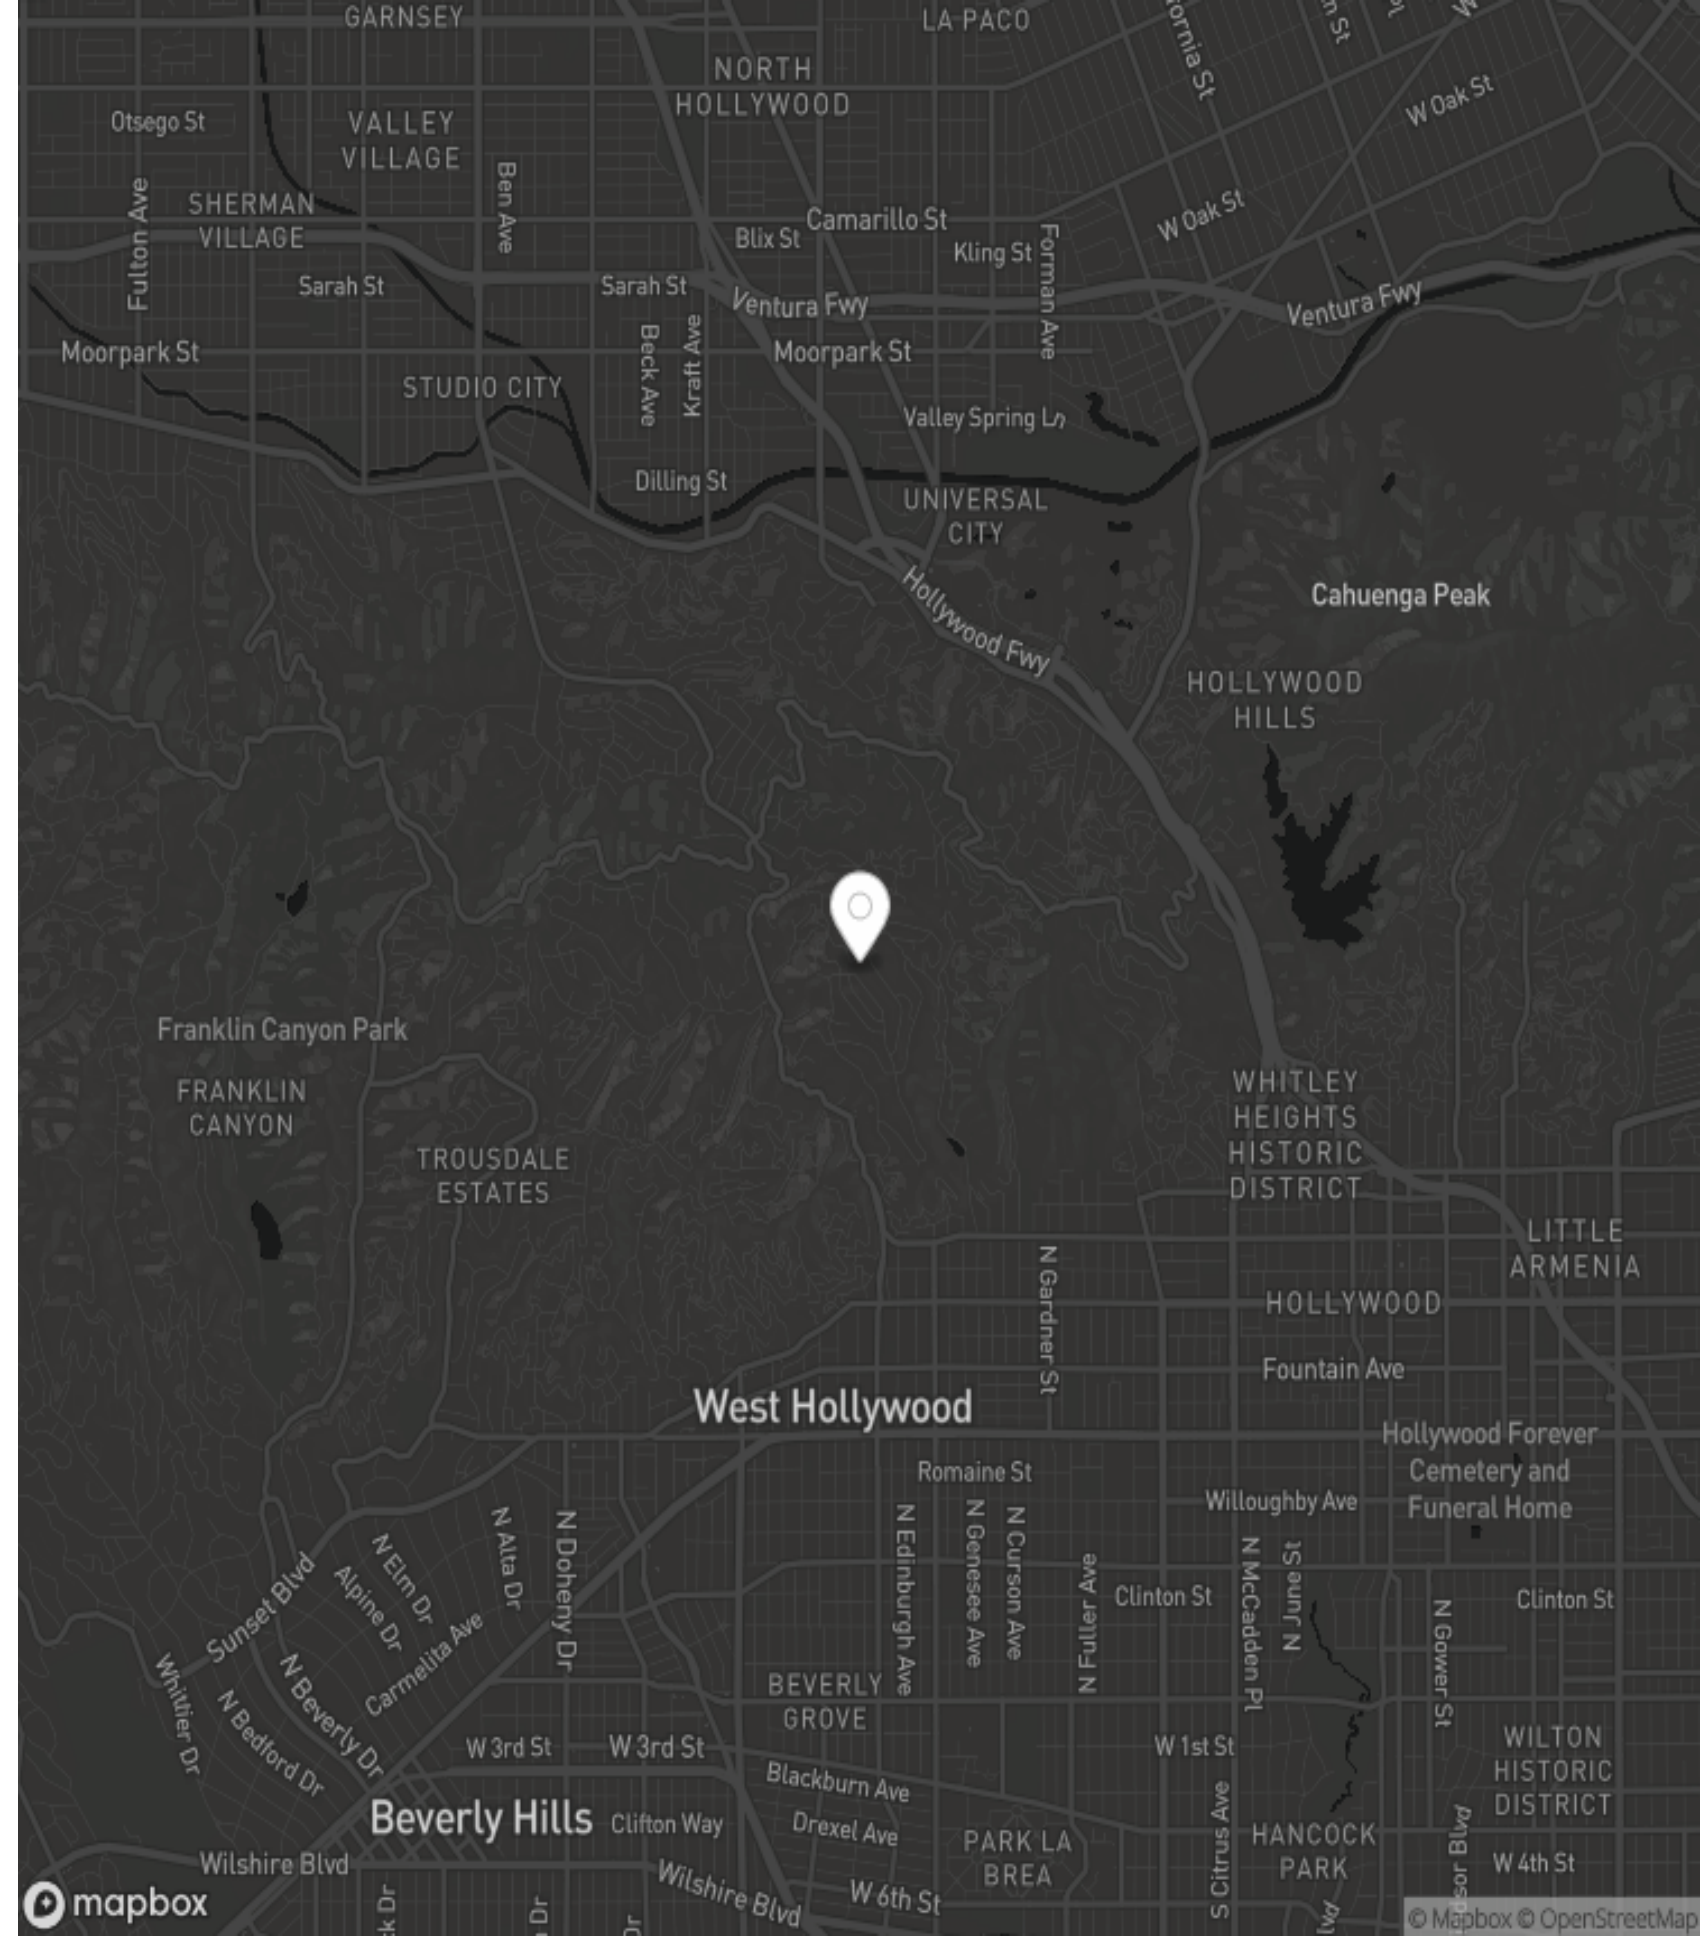 GARNSEY
LA PACO
NORTH
HOLLYWOOD
W Oak St
Otsego St
VALLEY
VILLAGE
Ben Ave
Fulton Ave
SHERMAN
VILLAGE
Camarillo St
W Oak St
Blix St
Kling St
Forman Ave
Sarah St
Sarah St
Ventura Fwy
Ventura Fwy
Moorpark St
Beck Ave
Kraft Ave
Moorpark St
STUDIO CITY
Valley Spring Ln
Dilling St
UNIVERSAL
CITY
Hollywood Fwy
Cahuenga Peak
HOLLYWOOD
HILLS
Franklin Canyon Park
FRANKLIN
CANYON
WHITLEY
HEIGHTS
HISTORIC
DISTRICT
TROUSDALE
ESTATES
LITTLE
ARMENIA
N Gardner St
HOLLYWOOD
Fountain Ave
West Hollywood
Hollywood Forever
Cemetery and
Funeral Home
Romaine St
Willoughby Ave
N Alta Dr
N Doheny Dr
N Edinburgh Ave
N Genesee Ave
N Curson Ave
N Elm Dr
Alpine Dr
N Fuller Ave
Clinton St
N McCadden Pl
N June St
Clinton St
Sunset Blvd
Carmelita Ave
N Gower St
Whittier Dr
N Beverly Dr
N Bedford Dr
BEVERLY
GROVE
W 3rd St
W 3rd St
W 1st St
WILTON
HISTORIC
DISTRICT
Blackburn Ave
Beverly Hills
Clifton Way
Drexel Ave
PARK LA
BREA
S Citrus Ave
HANCOCK
PARK
W 4th St
Wilshire Blvd
Wilshire Blvd
W 6th St
mapbox
© Mapbox © OpenStreetMap